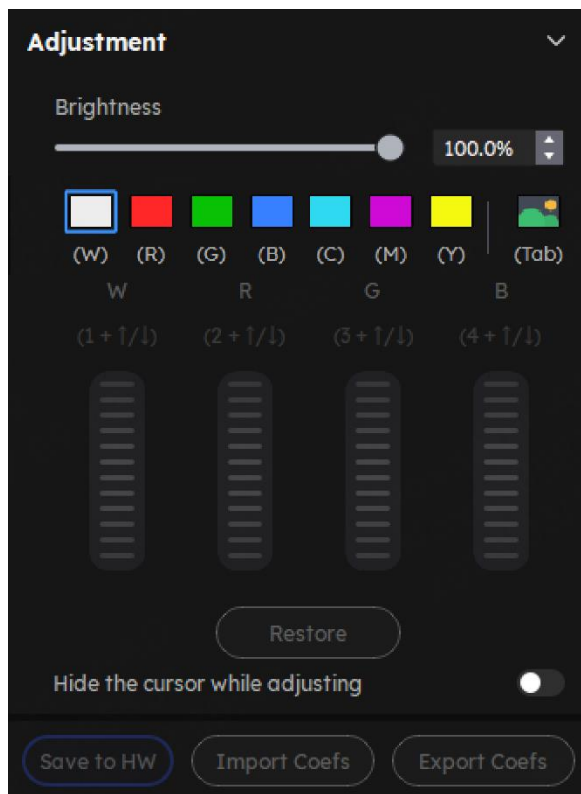 Adjustment
Brightness
100.0%
(W) (R) (G) (B) (C) (M) (Y) (Tab)
W R G B
(1 + ↑/↓) (2 + ↑/↓) (3 + ↑/↓) (4 + ↑/↓)
Restore
Hide the cursor while adjusting
Save to HW Import Coefs Export Coefs